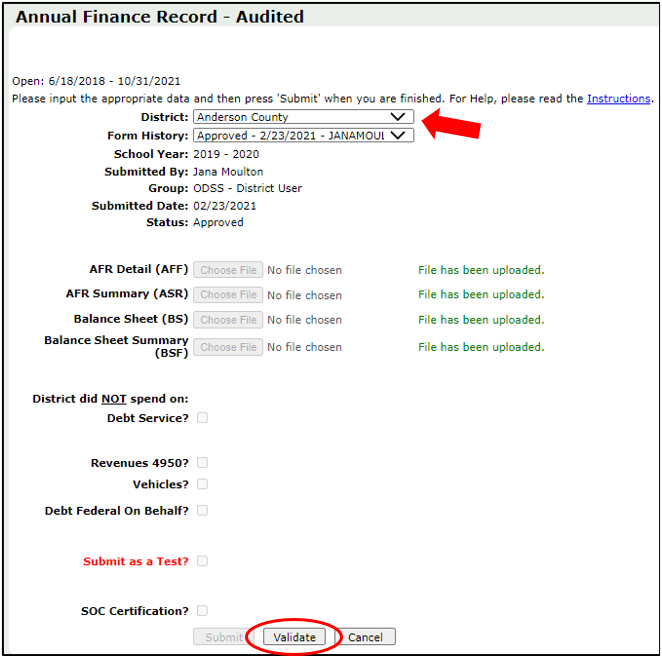 Annual Finance Record - Audited
Open: 6/18/2018 - 10/31/2021
Please input the appropriate data and then press 'Submit' when you are finished. For Help, please read the Instructions.
District: Anderson County
Form History: Approved - 2/23/2021 - JANAMOUL
School Year: 2019 - 2020
Submitted By: Jana Moulton
Group: ODSS - District User
Submitted Date: 02/23/2021
Status: Approved
AFR Detail (AFF) Choose File No file chosen File has been uploaded.
AFR Summary (ASR) Choose File No file chosen File has been uploaded.
Balance Sheet (BS) Choose File No file chosen File has been uploaded.
Balance Sheet Summary
(BSF) Choose File No file chosen File has been uploaded.
District did NOT spend on:
Debt Service?
Revenues 4950?
Vehicles?
Debt Federal On Behalf?
Submit as a Test?
SOC Certification?
Submit Validate Cancel